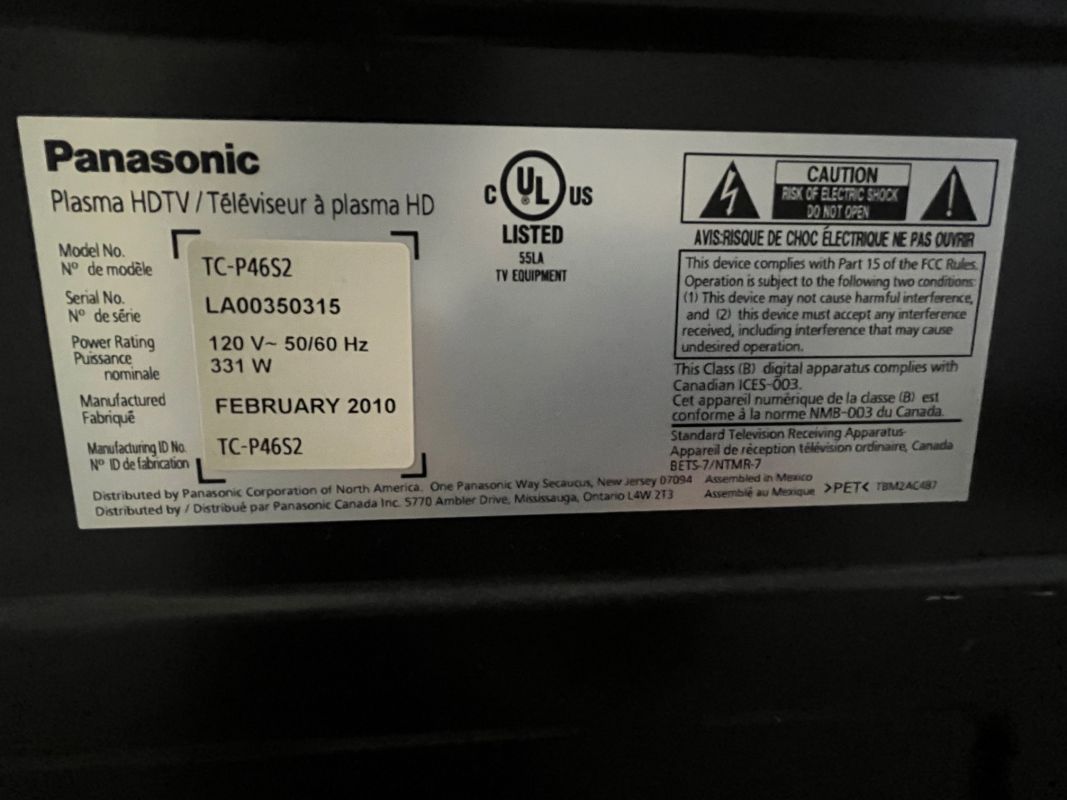 Panasonic
Plasma HDTV / Téléviseur à plasma HD
Model No.
Nº de modèle
TC-P46S2
Serial No.
Nº de série
LA00350315
Power Rating
Puissance
nominale
120 V~ 50/60 Hz
331 W
Manufactured
Fabriqué
FEBRUARY 2010
Manufacturing ID No.
Nº ID de fabrication
TC-P46S2
C UL US
®
LISTED
55LA
TV EQUIPMENT
CAUTION
RISK OF ELECTRIC SHOCK
DO NOT OPEN
AVIS:RISQUE DE CHOC ÉLECTRIQUE NE PAS OUVRIR
This device complies with Part 15 of the FCC Rules.
Operation is subject to the following two conditions:
(1) This device may not cause harmful interference,
and (2) this device must accept any interference
received, including interference that may cause
undesired operation.
This Class (B) digital apparatus complies with
Canadian ICES-003.
Cet appareil numérique de la classe (B) est
conforme à la norme NMB-003 du Canada.
Standard Television Receiving Apparatus-
Appareil de réception télévision ordinaire, Canada
BETS-7/NTMR-7
Distributed by Panasonic Corporation of North America. One Panasonic Way Secaucus, New Jersey 07094
Distributed by / Distribué par Panasonic Canada Inc. 5770 Ambler Drive, Mississauga, Ontario L4W 2T3
Assembled in Mexico
Assemblé au Mexique
>PET< TBM2AC487